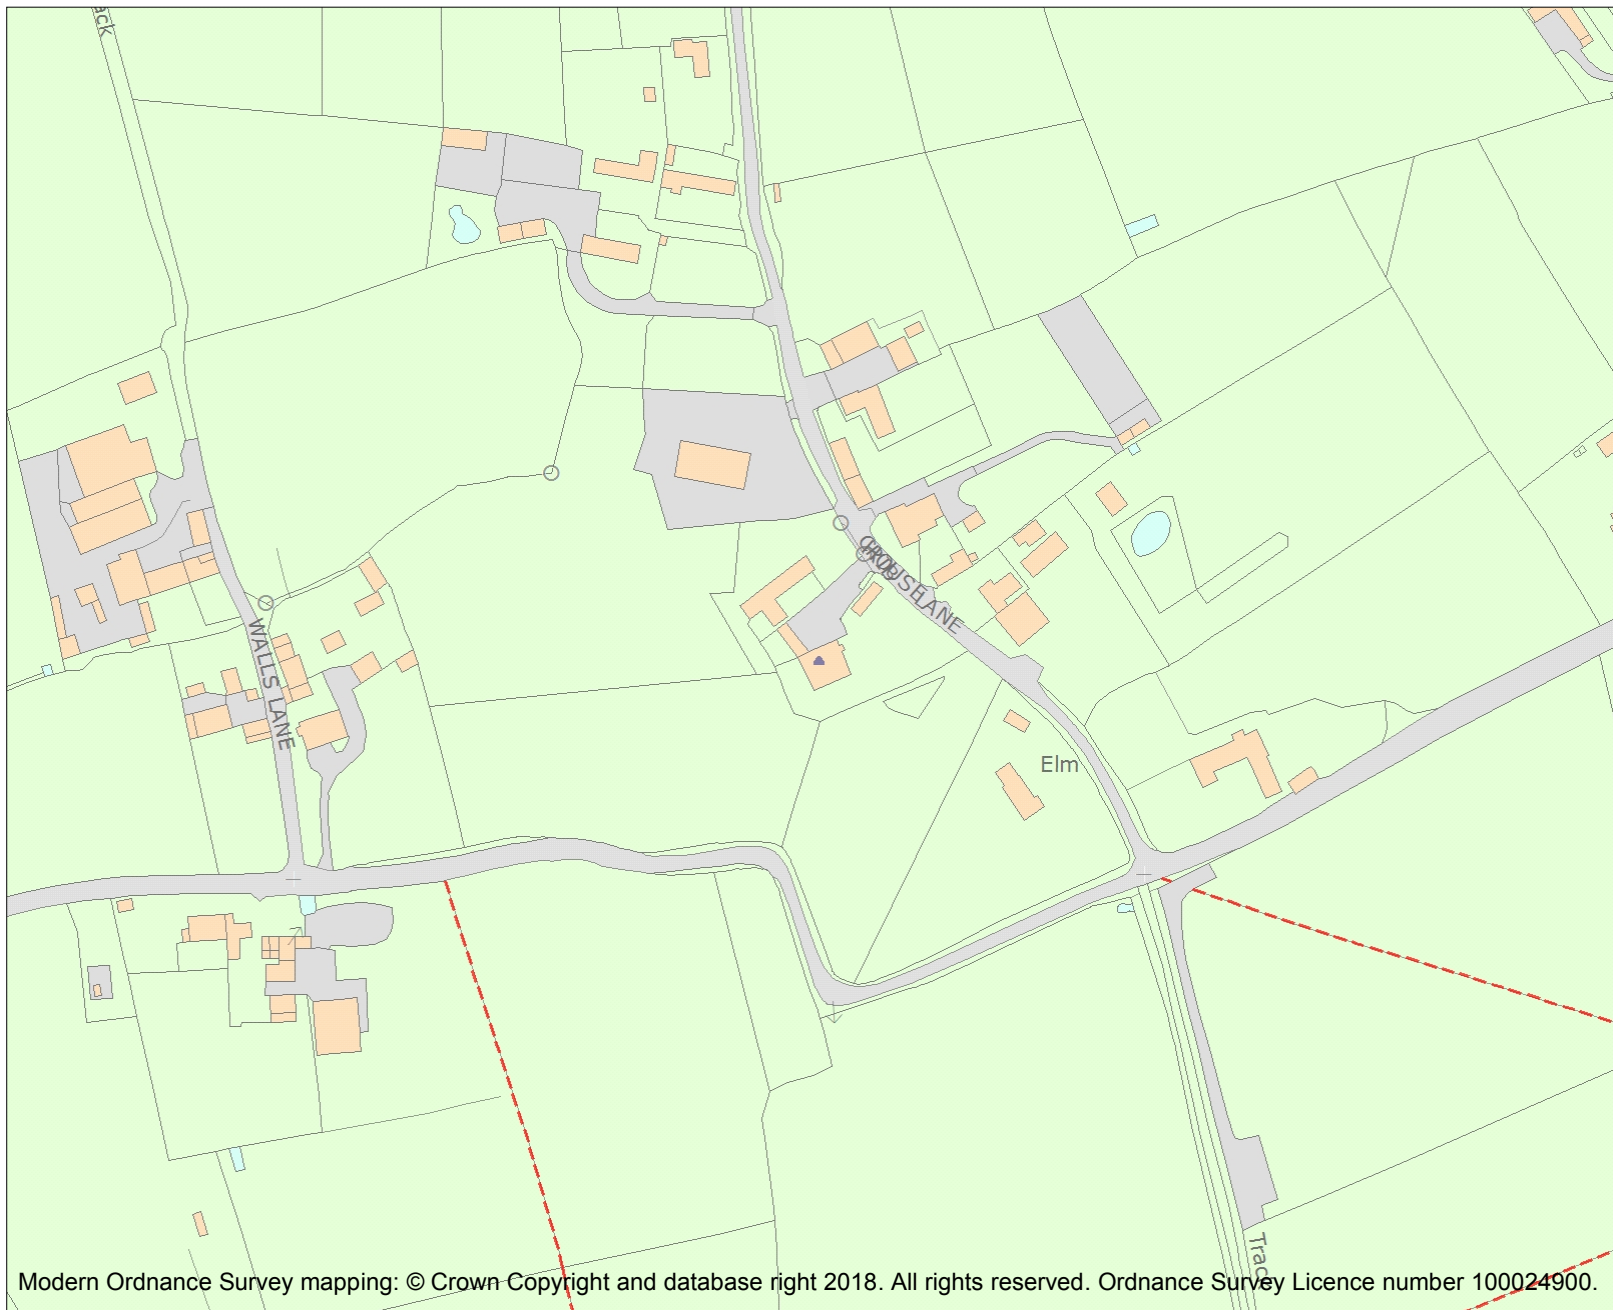 ack
CROUSH LANE
WALLS LANE
Elm
Trac
Modern Ordnance Survey mapping: © Crown Copyright and database right 2018. All rights reserved. Ordnance Survey Licence number 100024900.